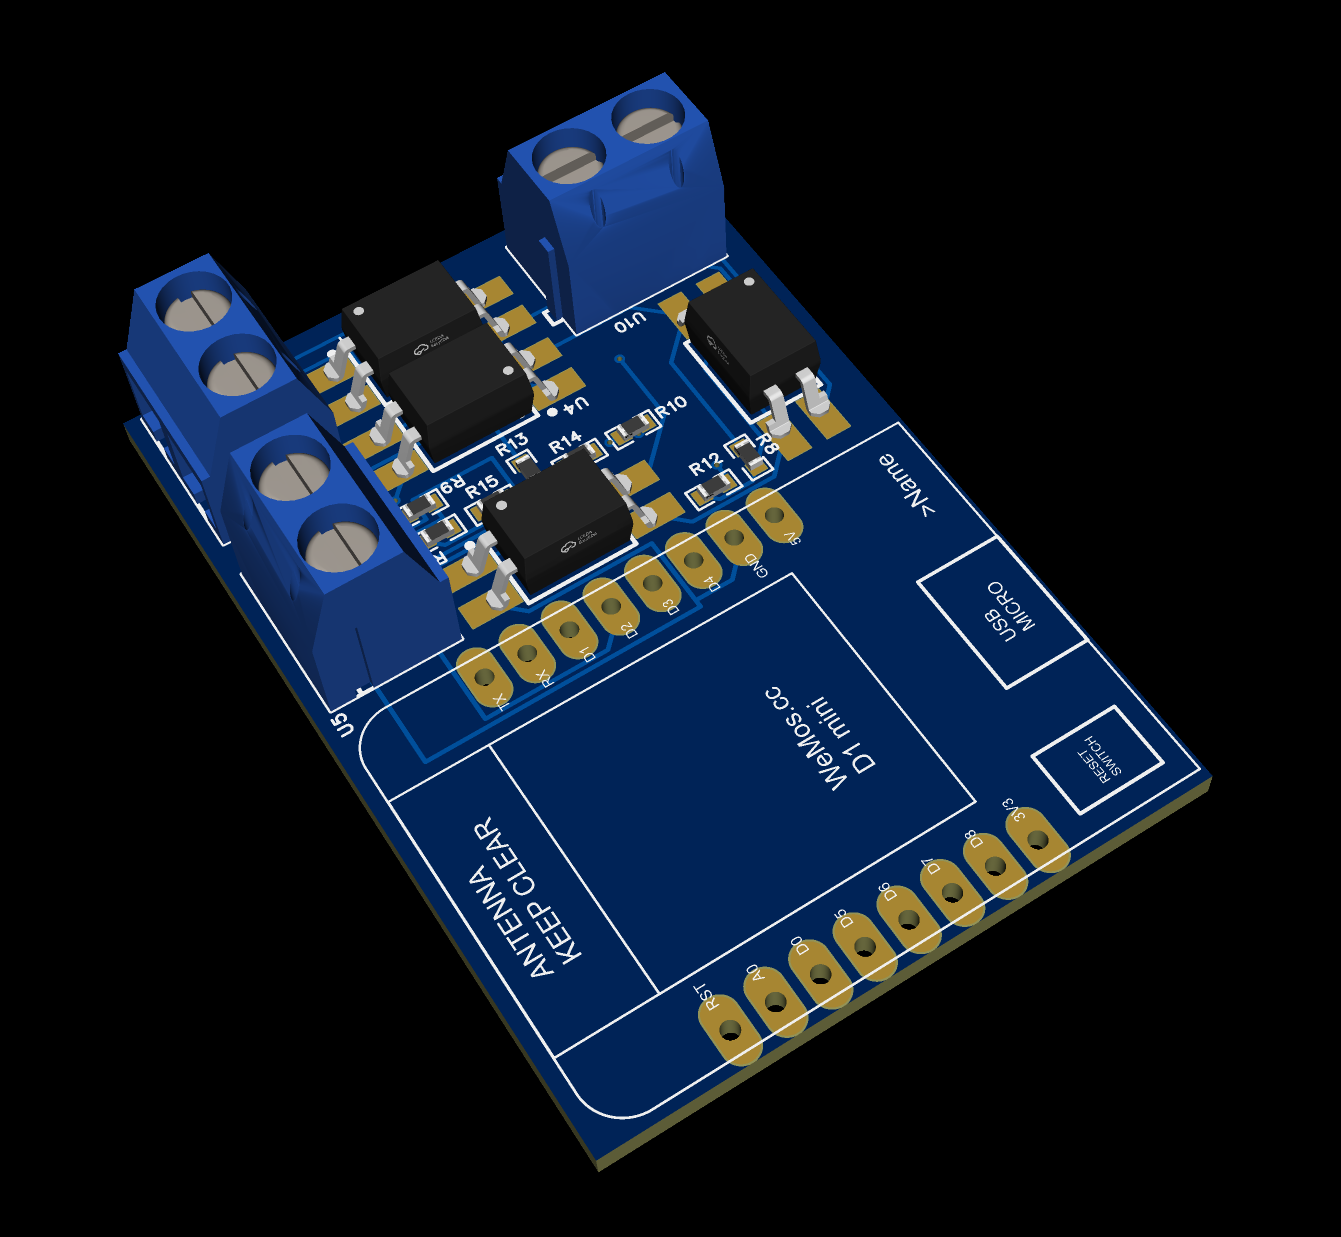 U10
U4
R10
R13
R14
R8
R12
R9
R15
>Name
5V
GND
D4
D3
D2
D1
RX
TX
USB
MICRO
U5
WeMos.cc
D1 mini
RESET
SWITCH
ANTENNA
KEEP CLEAR
3V3
D8
D7
D6
D5
D0
A0
RST